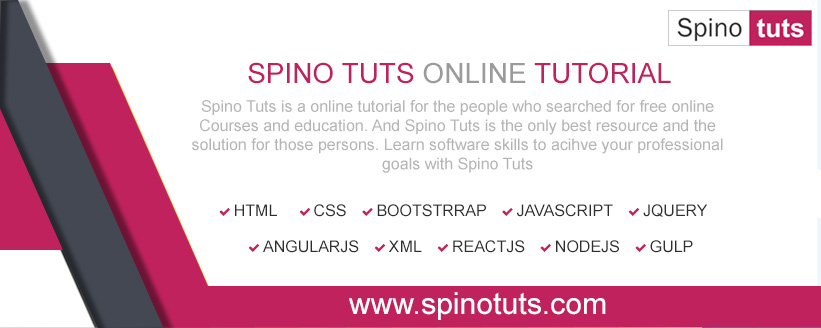 Spino tuts
SPINO TUTS ONLINE TUTORIAL
Spino Tuts is a online tutorial for the people who searched for free online
Courses and education. And Spino Tuts is the only best resource and the
solution for those persons. Learn software skills to acihve your professional
goals with Spino Tuts
HTML CSS BOOTSTRRAP JAVASCRIPT JQUERY
ANGULARJS XML REACTJS NODEJS GULP
www.spinotuts.com